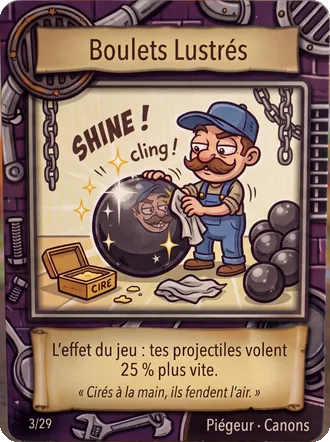 Boulets Lustrés
SHINE !
cling !
CIRE
L'effet du jeu : tes projectiles volent
25 % plus vite.
« Cirés à la main, ils fendent l'air. »
3/29
Piégeur · Canons